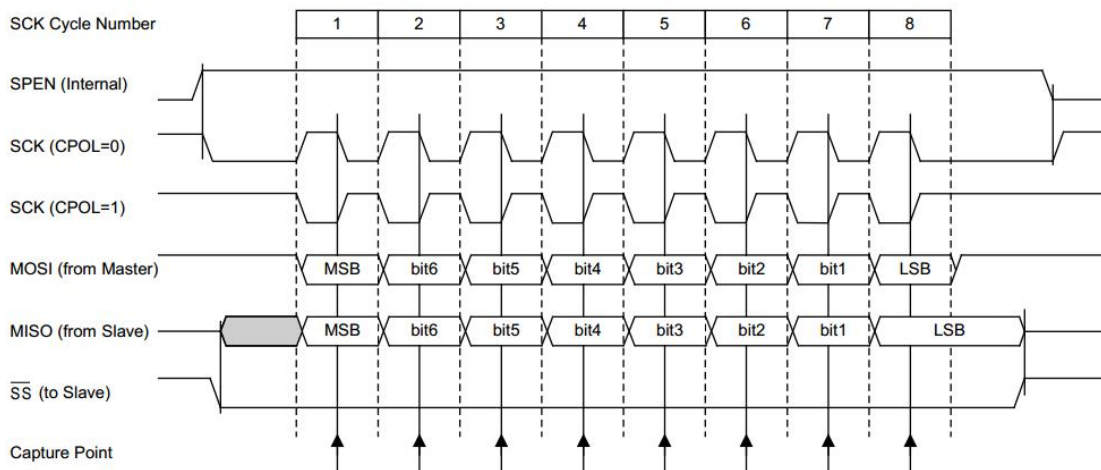 SCK Cycle Number 1 2 3 4 5 6 7 8
SPEN (Internal)
SCK (CPOL=0)
SCK (CPOL=1)
MOSI (from Master) MSB bit6 bit5 bit4 bit3 bit2 bit1 LSB
MISO (from Slave) MSB bit6 bit5 bit4 bit3 bit2 bit1 LSB
S̅S̅ (to Slave)
Capture Point